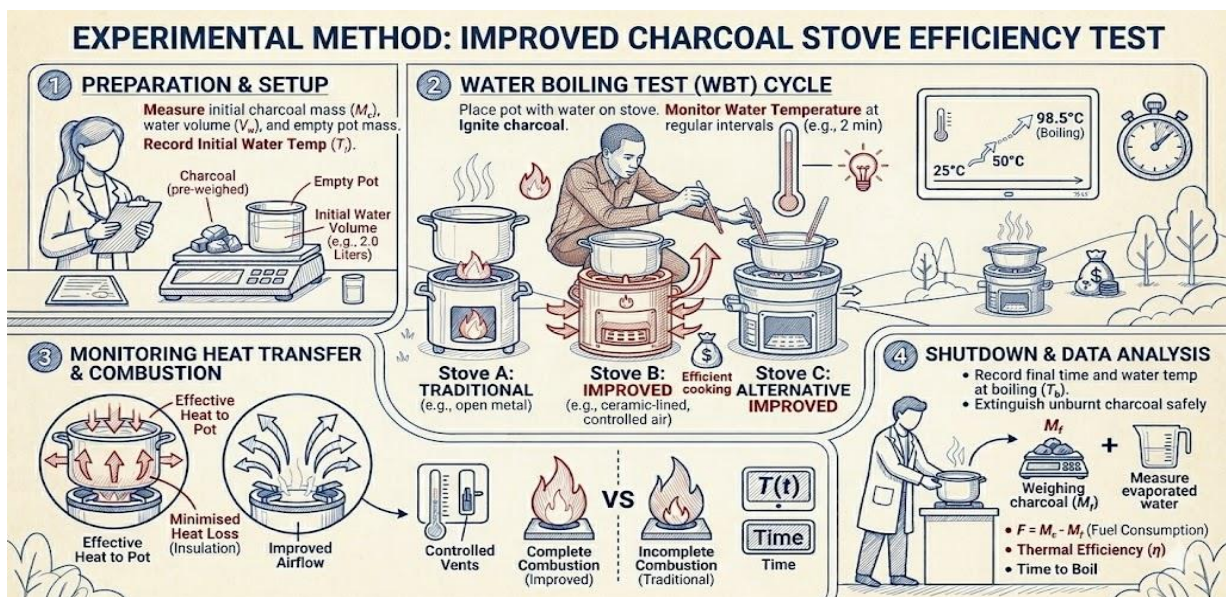 EXPERIMENTAL METHOD: IMPROVED CHARCOAL STOVE EFFICIENCY TEST
1 PREPARATION & SETUP
Measure initial charcoal mass (Mc),
water volume (Vw), and empty pot mass.
Record Initial Water Temp (Ti).
Charcoal
(pre-weighed)
Empty Pot
Initial Water
Volume
(e.g., 2.0
Liters)
2 WATER BOILING TEST (WBT) CYCLE
Place pot with water on stove.
Ignite charcoal.
Monitor Water Temperature at
regular intervals (e.g., 2 min)
25°C
50°C
98.5°C
(Boiling)
Stove A:
TRADITIONAL
(e.g., open metal)
Stove B:
IMPROVED
(e.g., ceramic-lined,
controlled air)
$
Efficient
cooking
Stove C:
ALTERNATIVE
IMPROVED
$
3 MONITORING HEAT TRANSFER
& COMBUSTION
Effective
Heat to
Pot
Minimised
Heat Loss
(Insulation)
Effective
Heat to Pot
Improved
Airflow
Controlled
Vents
Complete
Combustion
(Improved)
VS
Incomplete
Combustion
(Traditional)
T(t)
Time
Time
4 SHUTDOWN & DATA ANALYSIS
• Record final time and water temp
at boiling (Tb).
• Extinguish unburnt charcoal safely
Mf
+
Weighing
charcoal (Mf)
Measure
evaporated
water
• F = Mc - Mf (Fuel Consumption)
• Thermal Efficiency (η)
• Time to Boil